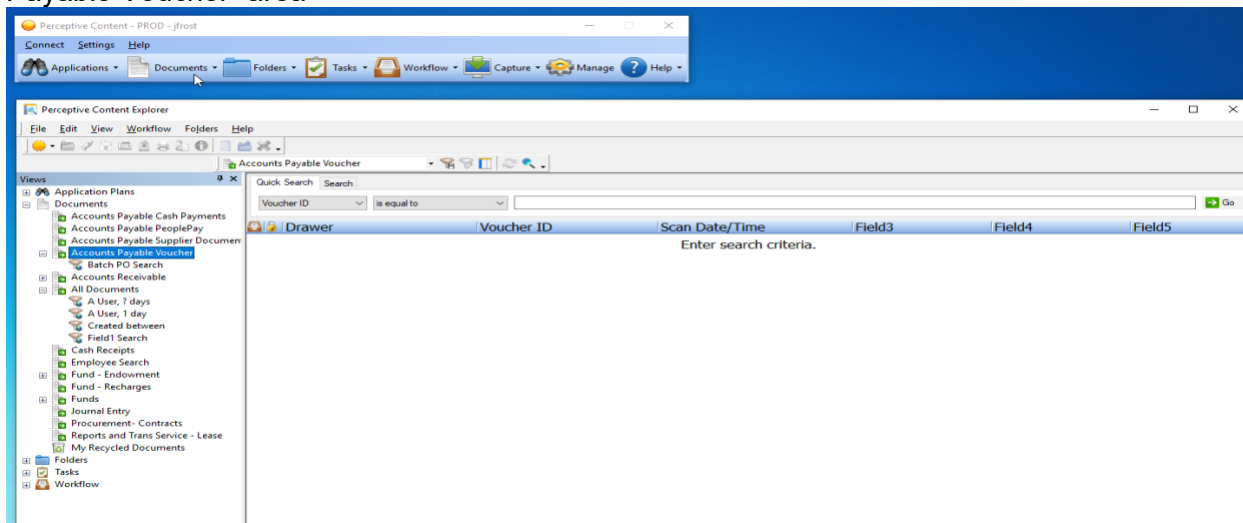 Payable Voucher area
Perceptive Content - PROD - jfrost
Connect Settings Help
Applications Documents Folders Tasks Workflow Capture Manage Help
Perceptive Content Explorer
File Edit View Workflow Folders Help
Accounts Payable Voucher
Views
Quick Search Search
Application Plans
Documents
Voucher ID is equal to Go
Accounts Payable Cash Payments
Accounts Payable PeoplePay
Drawer Voucher ID Scan Date/Time Field3 Field4 Field5
Accounts Payable Supplier Documen
Enter search criteria.
Accounts Payable Voucher
Batch PO Search
Accounts Receivable
All Documents
A User, 7 days
A User, 1 day
Created between
Field1 Search
Cash Receipts
Employee Search
Fund - Endowment
Fund - Recharges
Funds
Journal Entry
Procurement- Contracts
Reports and Trans Service - Lease
My Recycled Documents
Folders
Tasks
Workflow